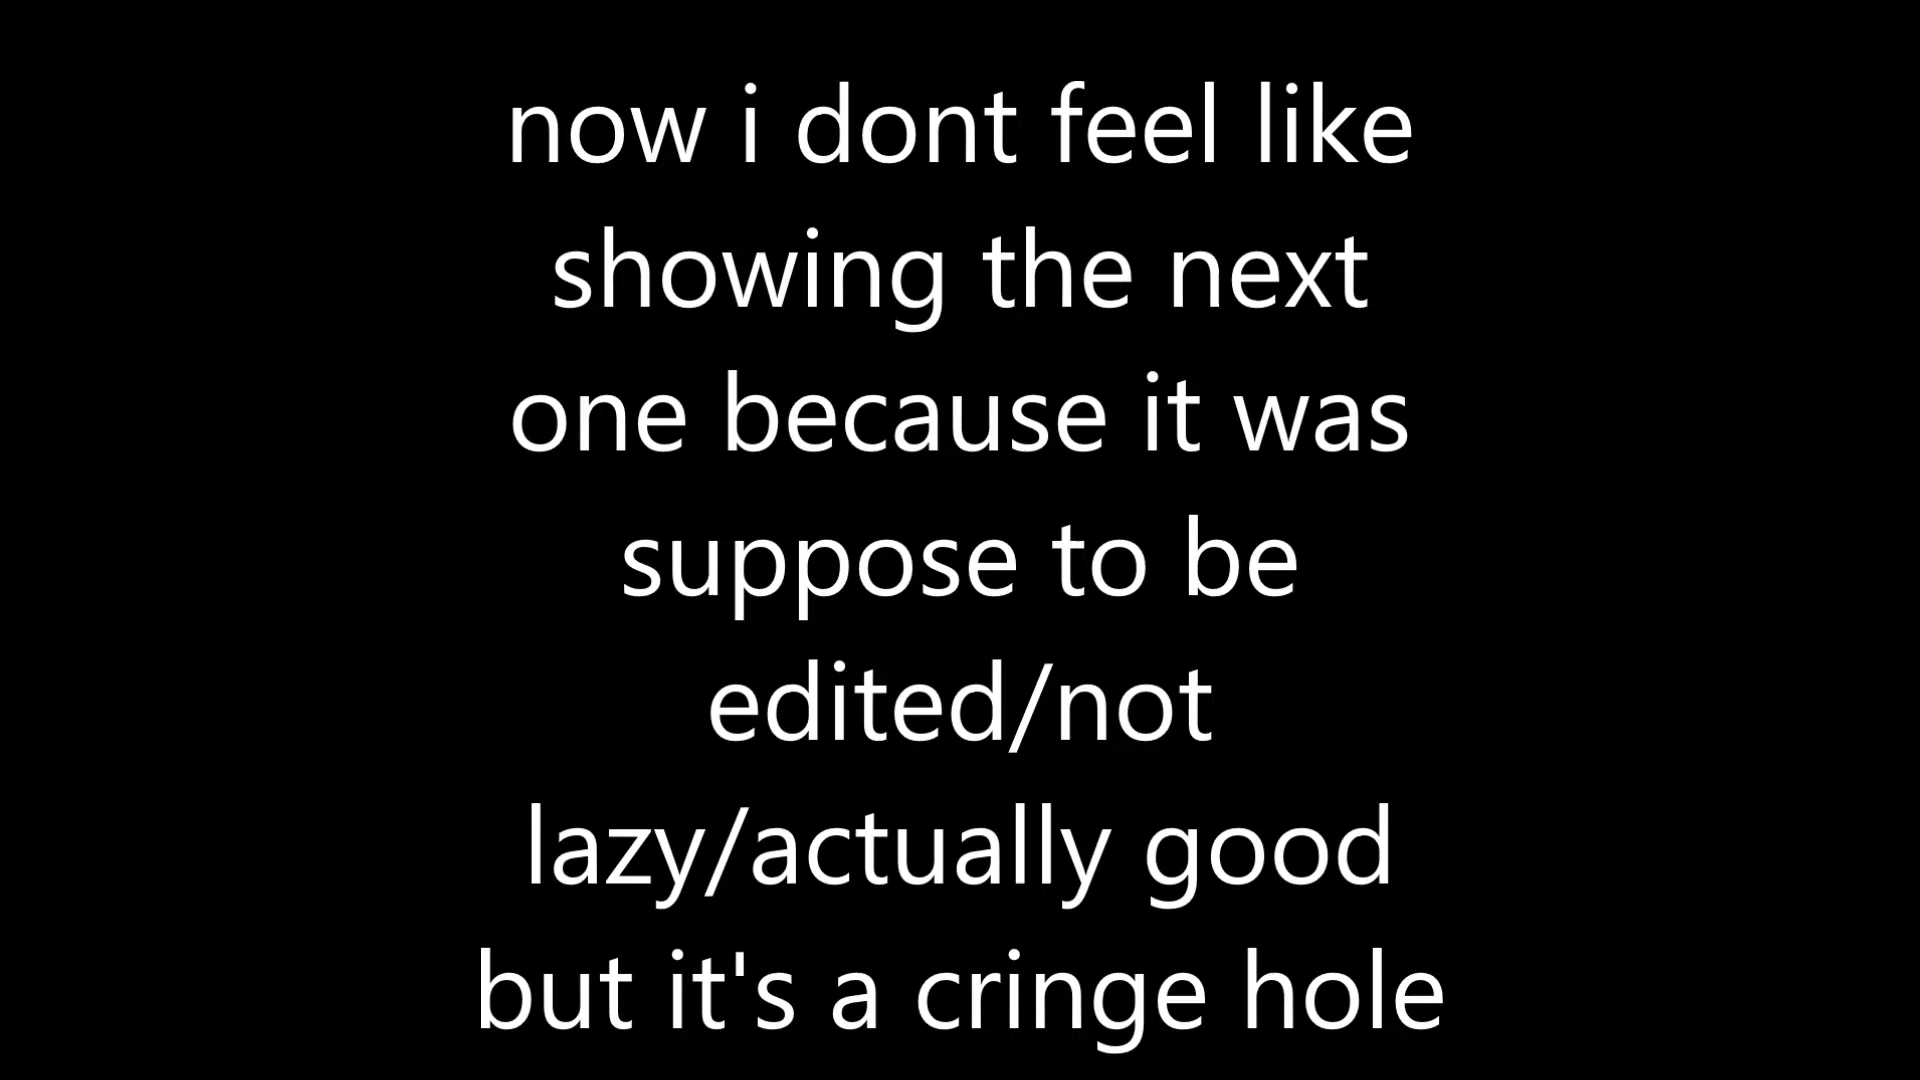 now i dont feel like
showing the next
one because it was
suppose to be
edited/not
lazy/actually good
but it's a cringe hole